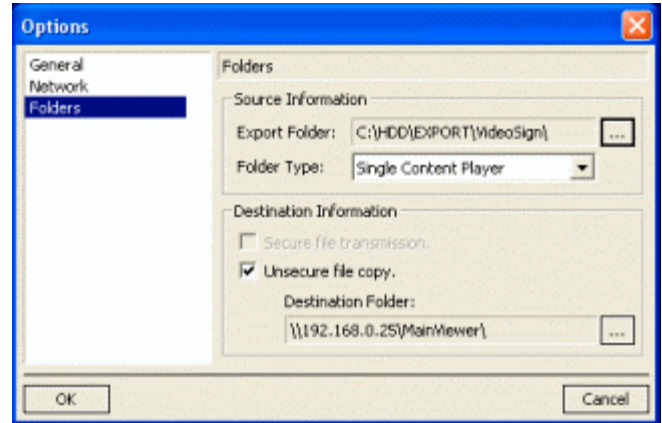 Options
General
Network
Folders
Folders
Source Information
Export Folder: C:\HDD\EXPORT\VideoSign\ ...
Folder Type: Single Content Player
Destination Information
Secure file transmission.
Unsecure file copy.
Destination Folder:
\\192.168.0.25\MainViewer\ ...
OK Cancel